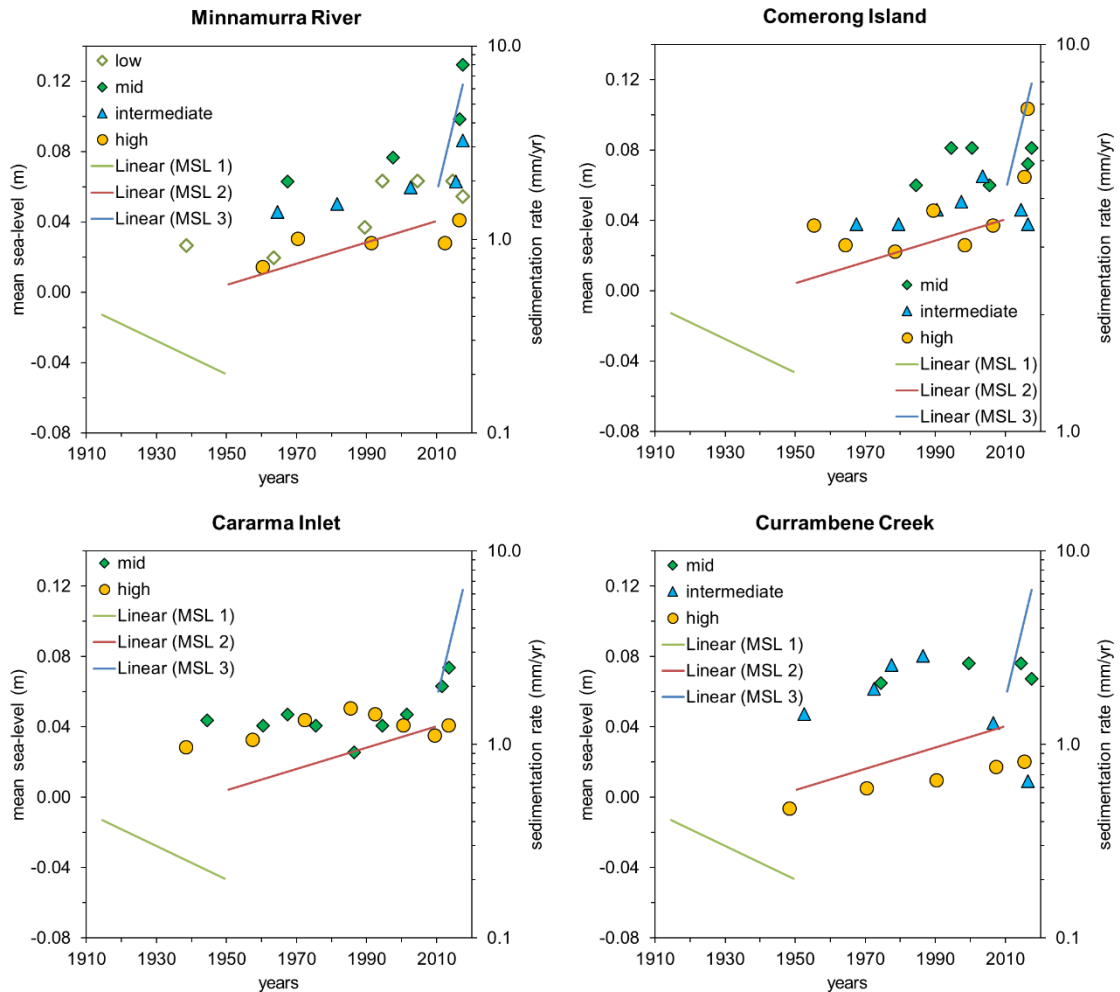 Minnamurra River
low
mid
intermediate
high
Linear (MSL 1)
Linear (MSL 2)
Linear (MSL 3)
mean sea-level (m)
0.12
0.08
0.04
0.00
-0.04
-0.08
sedimentation rate (mm/yr)
10.0
1.0
0.1
1910 1930 1950 1970 1990 2010
years
Comerong Island
mid
intermediate
high
Linear (MSL 1)
Linear (MSL 2)
Linear (MSL 3)
mean sea-level (m)
0.12
0.08
0.04
0.00
-0.04
-0.08
sedimentation rate (mm/yr)
10.0
1.0
1910 1930 1950 1970 1990 2010
years
Cararma Inlet
mid
high
Linear (MSL 1)
Linear (MSL 2)
Linear (MSL 3)
mean sea-level (m)
0.12
0.08
0.04
0.00
-0.04
-0.08
sedimentation rate (mm/yr)
10.0
1.0
0.1
1910 1930 1950 1970 1990 2010
years
Currambene Creek
mid
intermediate
high
Linear (MSL 1)
Linear (MSL 2)
Linear (MSL 3)
mean sea-level (m)
0.12
0.08
0.04
0.00
-0.04
-0.08
sedimentation rate (mm/yr)
10.0
1.0
0.1
1910 1930 1950 1970 1990 2010
years